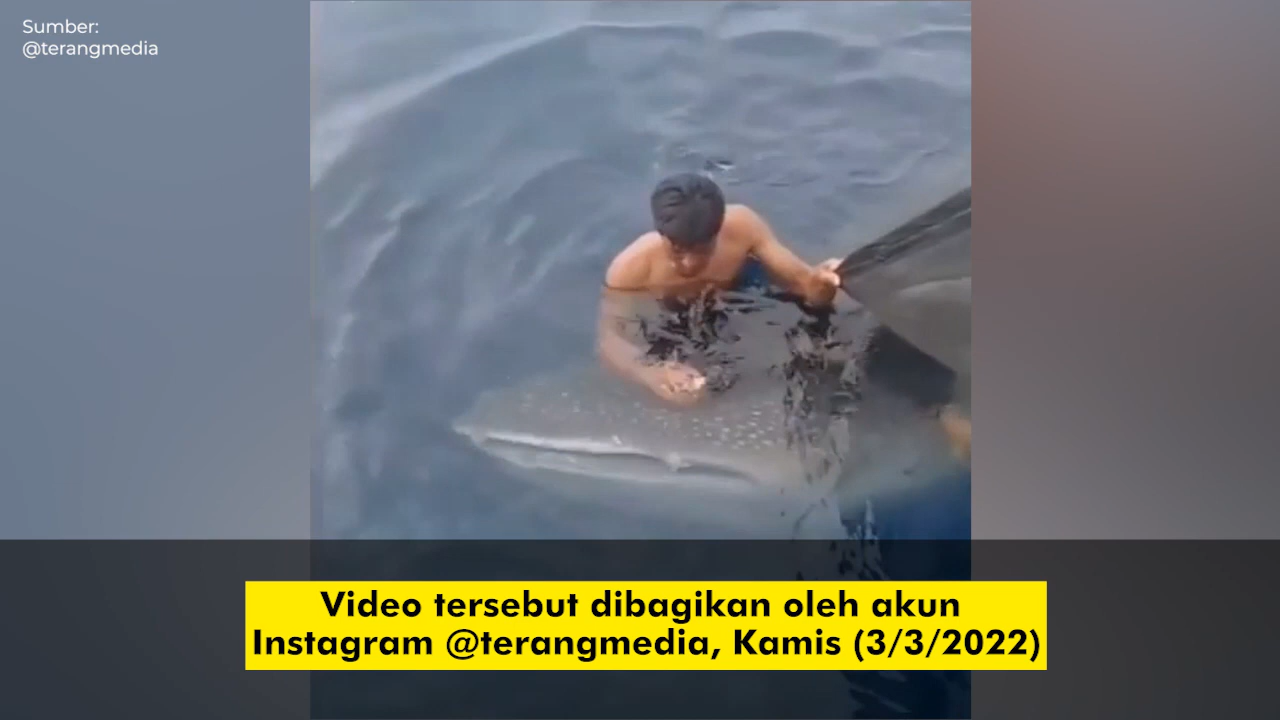 Sumber:
@terangmedia
Video tersebut dibagikan oleh akun
Instagram @terangmedia, Kamis (3/3/2022)